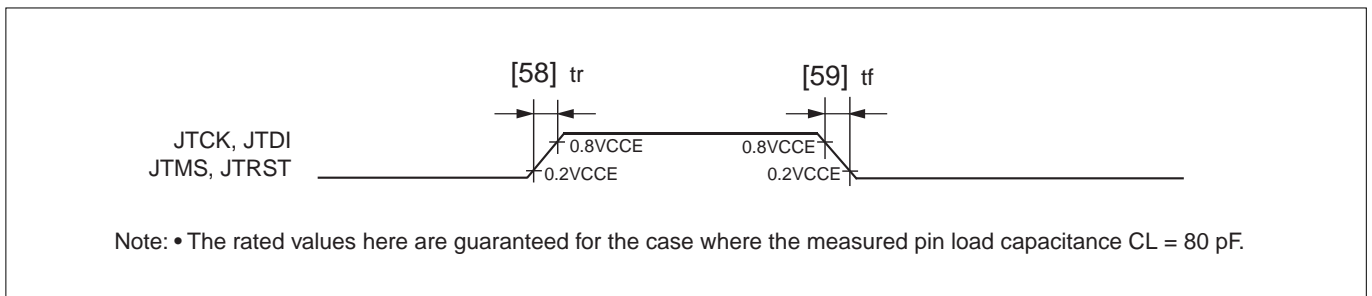 [58] tr
[59] tf
JTCK, JTDI
JTMS, JTRST
0.8VCCE
0.8VCCE
0.2VCCE
0.2VCCE
Note: • The rated values here are guaranteed for the case where the measured pin load capacitance CL = 80 pF.